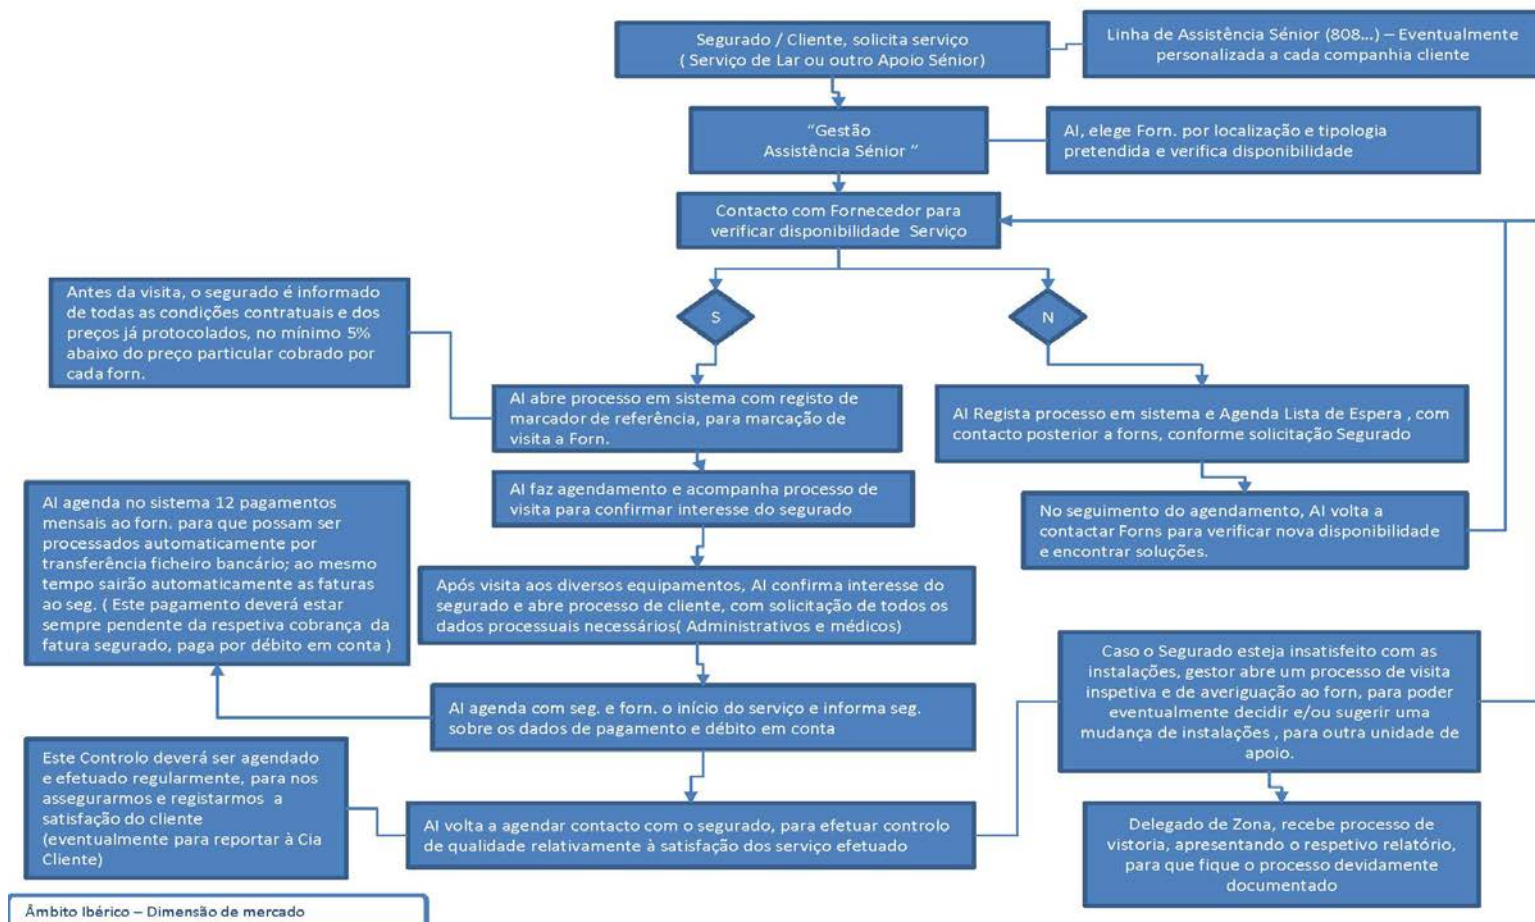 Segurado / Cliente, solicita serviço
( Serviço de Lar ou outro Apoio Sénior)
Linha de Assistência Sénior (808...) – Eventualmente
personalizada a cada companhia cliente
“Gestão
Assistência Sénior ”
AI, elege Forn. por localização e tipologia
pretendida e verifica disponibilidade
Contacto com Fornecedor para
verificar disponibilidade Serviço
S
N
Antes da visita, o segurado é informado
de todas as condições contratuais e dos
preços já protocolados, no mínimo 5%
abaixo do preço particular cobrado por
cada forn.
AI abre processo em sistema com registo de
marcador de referência, para marcação de
visita a Forn.
AI Regista processo em sistema e Agenda Lista de Espera , com
contacto posterior a forns, conforme solicitação Segurado
AI faz agendamento e acompanha processo de
visita para confirmar interesse do segurado
No seguimento do agendamento, AI volta a
contactar Forns para verificar nova disponibilidade
e encontrar soluções.
AI agenda no sistema 12 pagamentos
mensais ao forn. para que possam ser
processados automaticamente por
transferência ficheiro bancário; ao mesmo
tempo sairão automaticamente as faturas
ao seg. ( Este pagamento deverá estar
sempre pendente da respetiva cobrança da
fatura segurado, paga por débito em conta )
Após visita aos diversos equipamentos, AI confirma interesse do
segurado e abre processo de cliente, com solicitação de todos os
dados processuais necessários( Administrativos e médicos)
AI agenda com seg. e forn. o início do serviço e informa seg.
sobre os dados de pagamento e débito em conta
Caso o Segurado esteja insatisfeito com as
instalações, gestor abre um processo de visita
inspetiva e de averiguação ao forn, para poder
eventualmente decidir e/ou sugerir uma
mudança de instalações , para outra unidade de
apoio.
Este Controlo deverá ser agendado
e efetuado regularmente, para nos
assegurarmos e registarmos a
satisfação do cliente
(eventualmente para reportar à Cia
Cliente)
AI volta a agendar contacto com o segurado, para efetuar controlo
de qualidade relativamente à satisfação dos serviço efetuado
Delegado de Zona, recebe processo de
vistoria, apresentando o respetivo relatório,
para que fique o processo devidamente
documentado
Âmbito Ibérico – Dimensão de mercado